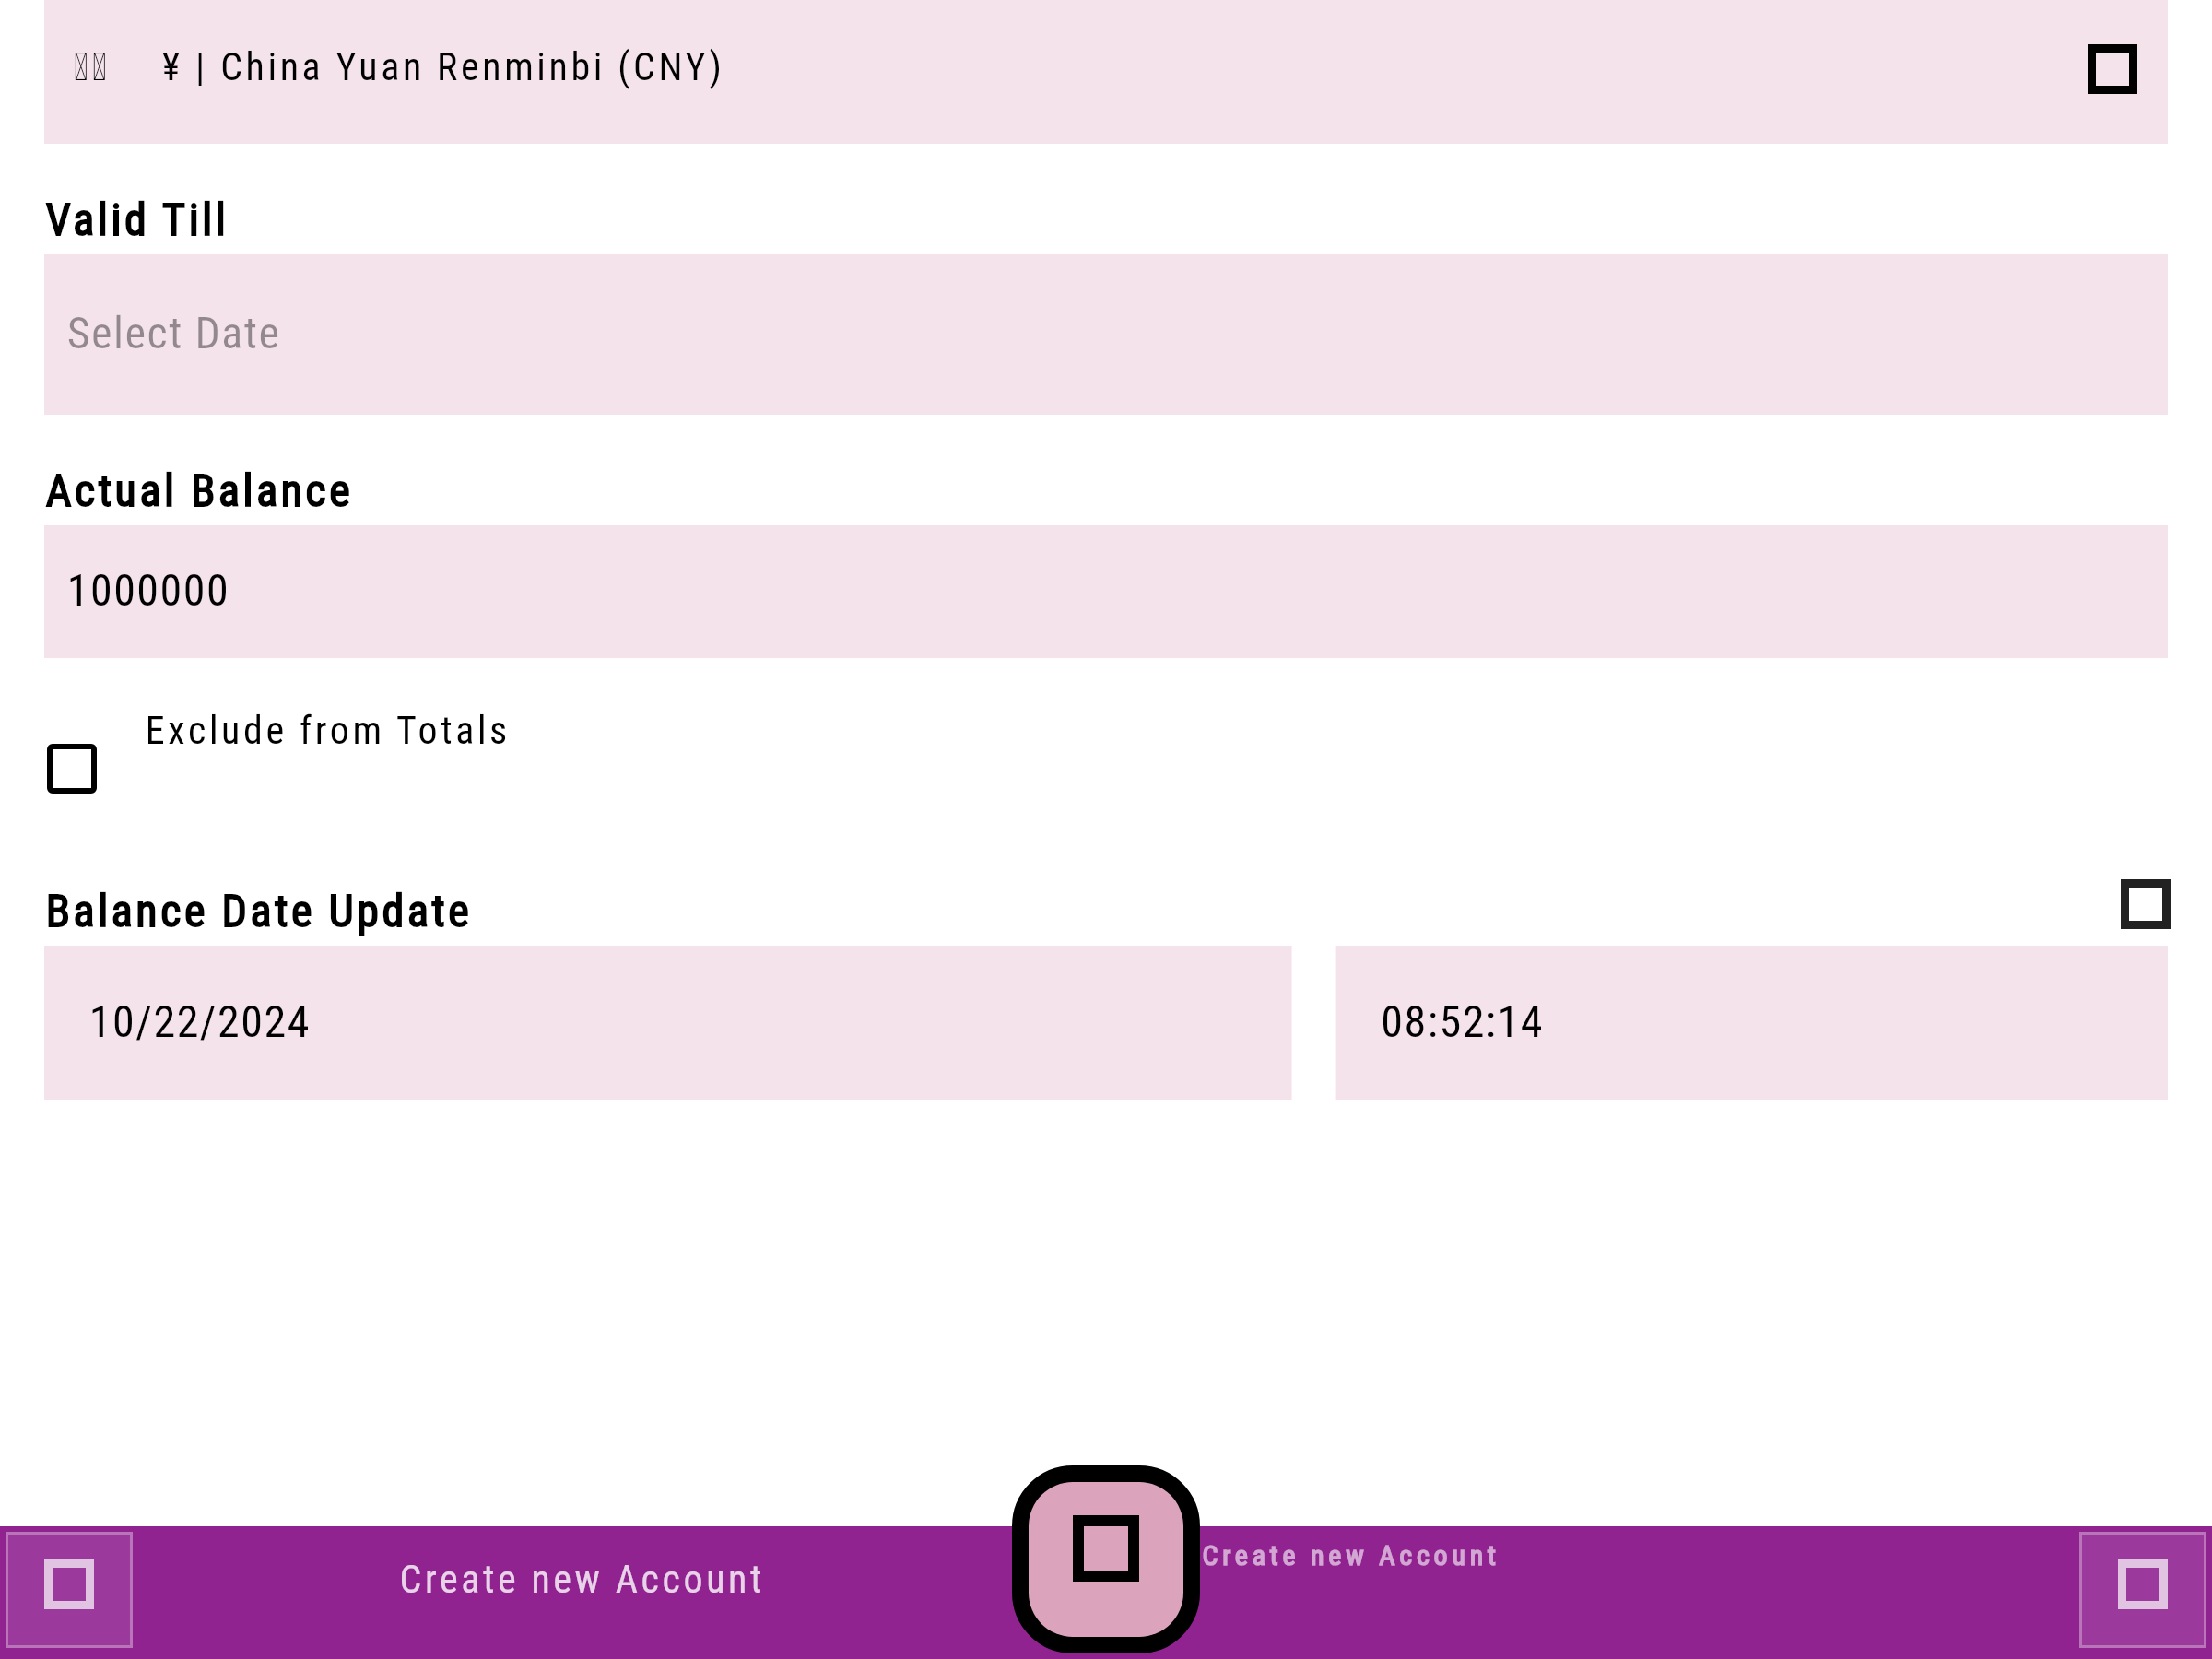 ¥ | China Yuan Renminbi (CNY)
Valid Till
Select Date
Actual Balance
1000000
Exclude from Totals
Balance Date Update
10/22/2024
08:52:14
Create new Account
Create new Account